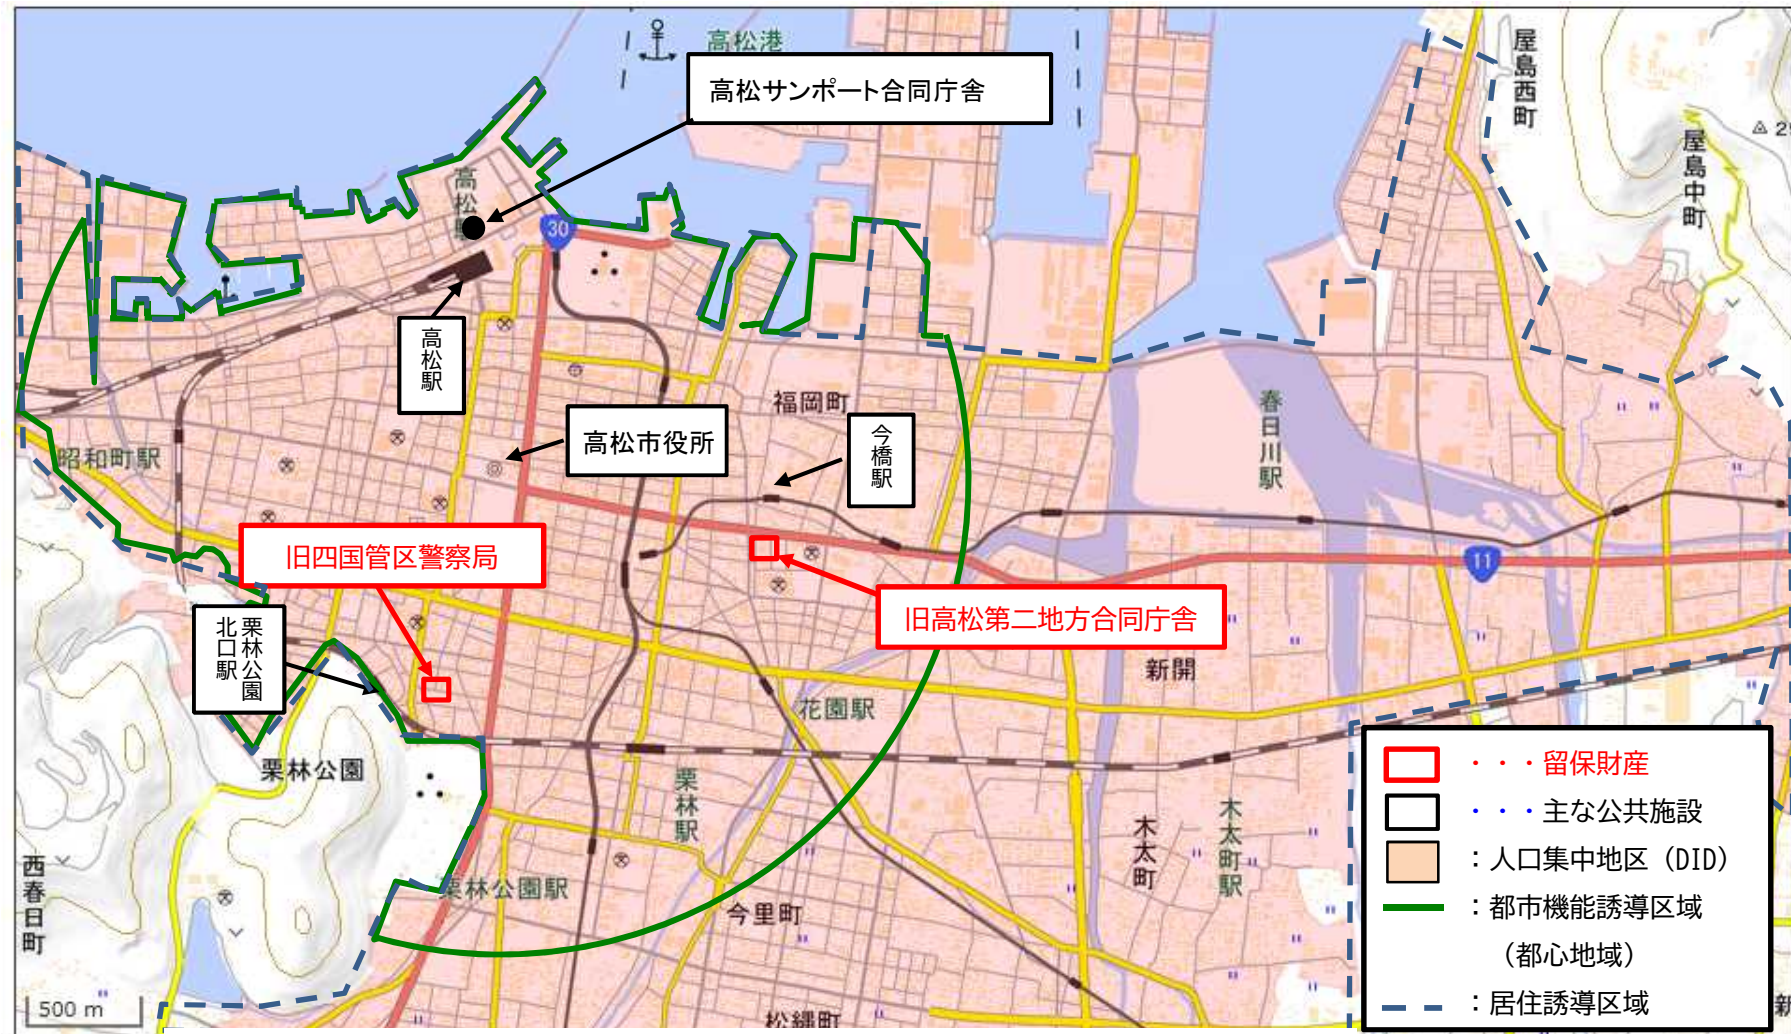 高松港
高松サンポート合同庁舎
屋島西町
屋島中町
高松
30
高松駅
福岡町
高松市役所
今橋駅
春日川駅
昭和町駅
旧四国管区警察局
11
旧高松第二地方合同庁舎
栗林公園
北口駅
新開
花園駅
栗林公園
栗林駅
木太町
木太町駅
西春日町
栗林公園駅
今里町
松縄町
500 m
・・・留保財産
・・・主な公共施設
：人口集中地区（DID）
：都市機能誘導区域
（都心地域）
：居住誘導区域
新